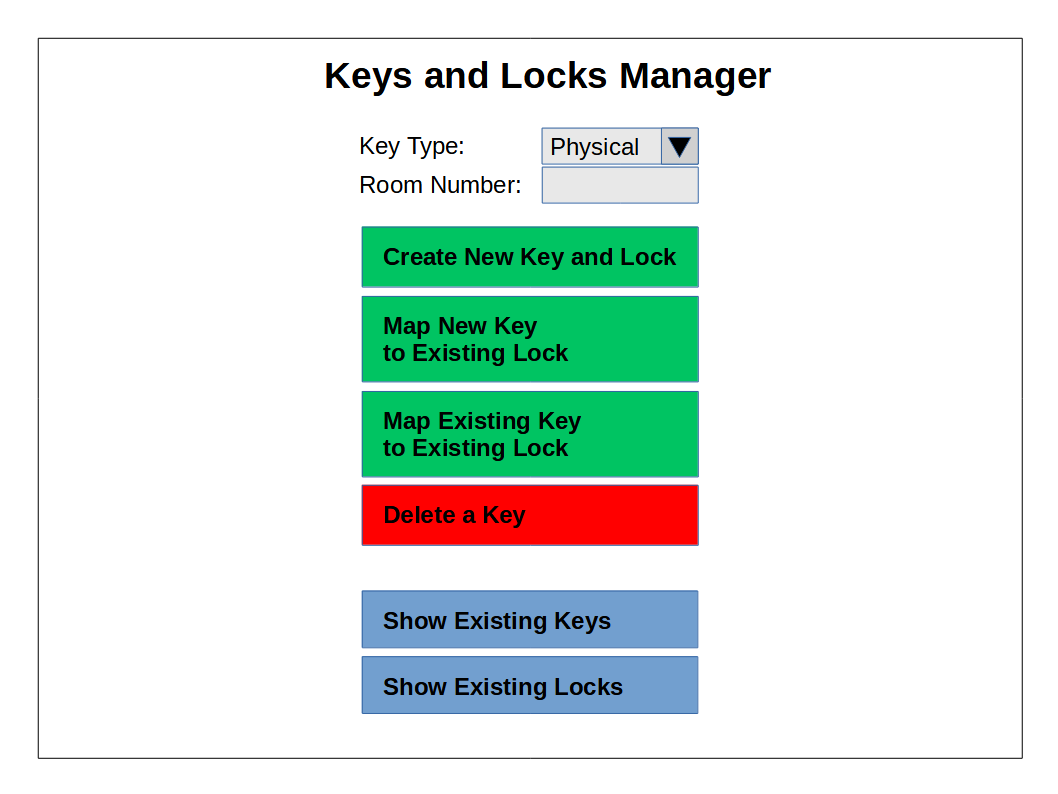 Keys and Locks Manager
Key Type: Physical
Room Number:
Create New Key and Lock
Map New Key
to Existing Lock
Map Existing Key
to Existing Lock
Delete a Key
Show Existing Keys
Show Existing Locks